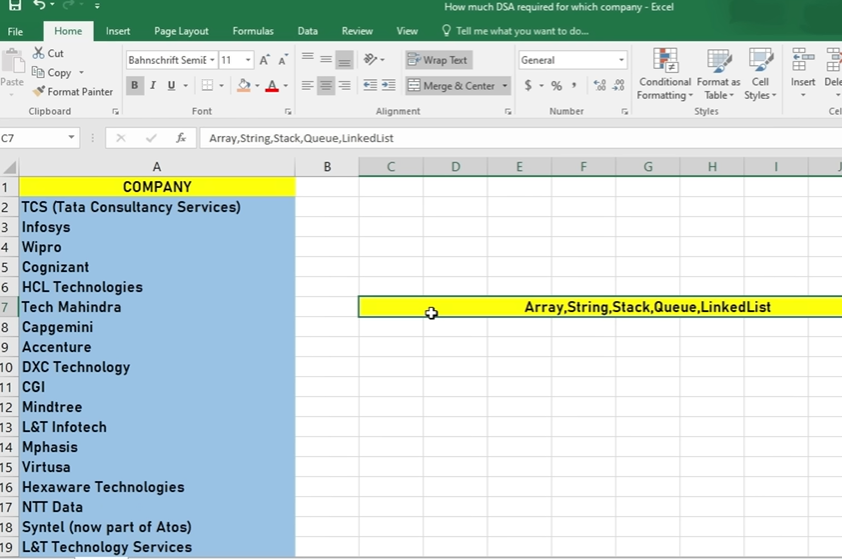 How much DSA required for which company - Excel
File Home Insert Page Layout Formulas Data Review View Tell me what you want to do...
Cut
Copy
Format Painter
Paste
Clipboard
Bahnschrift SemiE 11
B I U
Font
Wrap Text
Merge & Center
Alignment
General
$ % ,
Number
Conditional Formatting
Format as Table
Cell Styles
Styles
Insert
C7 fx Array,String,Stack,Queue,LinkedList
A B C D E F G H I J
1 COMPANY
2 TCS (Tata Consultancy Services)
3 Infosys
4 Wipro
5 Cognizant
6 HCL Technologies
7 Tech Mahindra Array,String,Stack,Queue,LinkedList
8 Capgemini
9 Accenture
10 DXC Technology
11 CGI
12 Mindtree
13 L&T Infotech
14 Mphasis
15 Virtusa
16 Hexaware Technologies
17 NTT Data
18 Syntel (now part of Atos)
19 L&T Technology Services